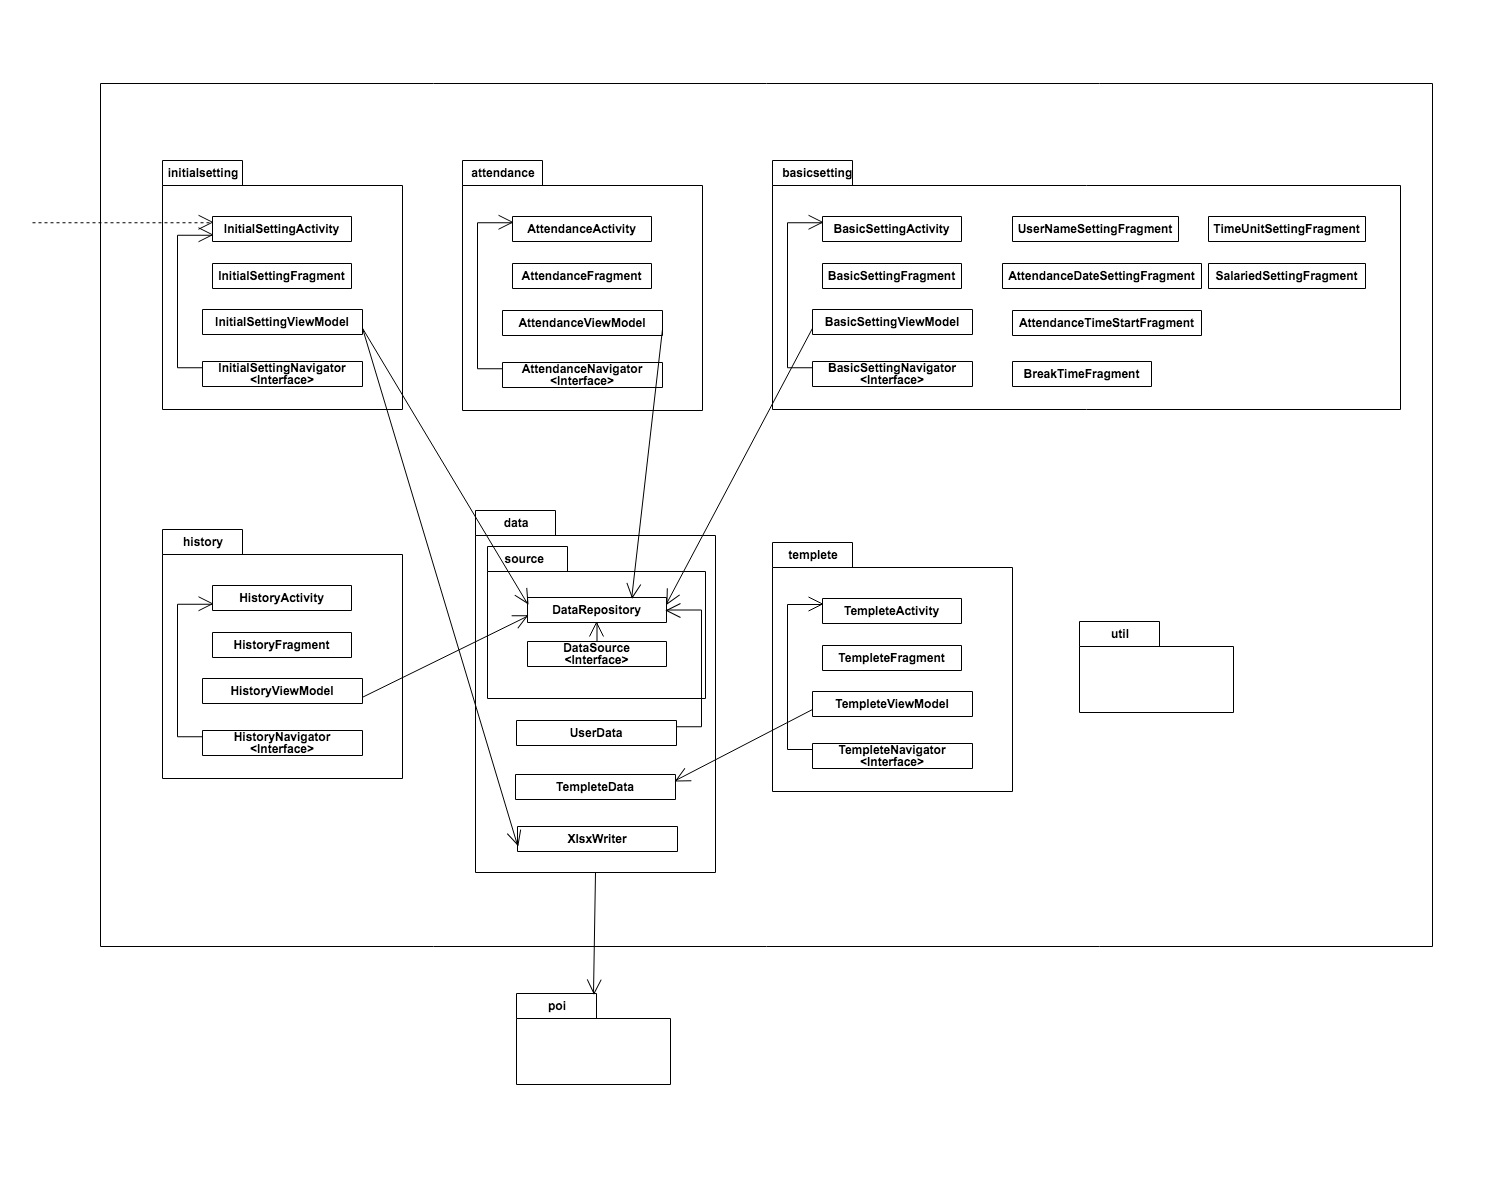 initialsetting
InitialSettingActivity
InitialSettingFragment
InitialSettingViewModel
InitialSettingNavigator
<Interface>
attendance
AttendanceActivity
AttendanceFragment
AttendanceViewModel
AttendanceNavigator
<Interface>
basicsetting
BasicSettingActivity
BasicSettingFragment
BasicSettingViewModel
BasicSettingNavigator
<Interface>
UserNameSettingFragment
AttendanceDateSettingFragment
AttendanceTimeStartFragment
BreakTimeFragment
TimeUnitSettingFragment
SalariedSettingFragment
history
HistoryActivity
HistoryFragment
HistoryViewModel
HistoryNavigator
<Interface>
data
source
DataRepository
DataSource
<Interface>
UserData
TempleteData
XlsxWriter
templete
TempleteActivity
TempleteFragment
TempleteViewModel
TempleteNavigator
<Interface>
util
poi